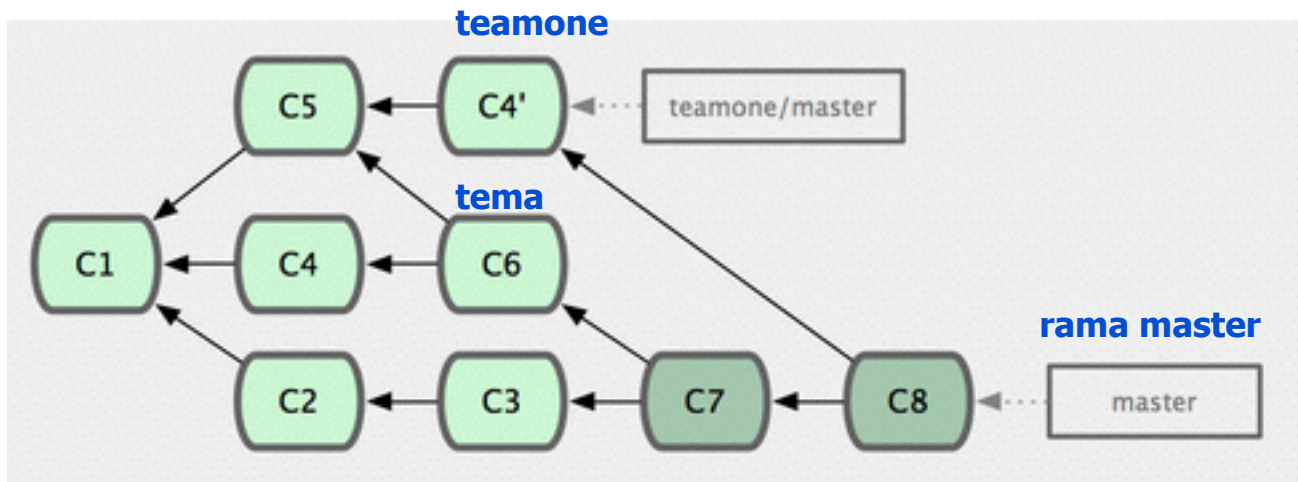 teamone
C5
C4'
teamone/master
tema
C1
C4
C6
rama master
C2
C3
C7
C8
master